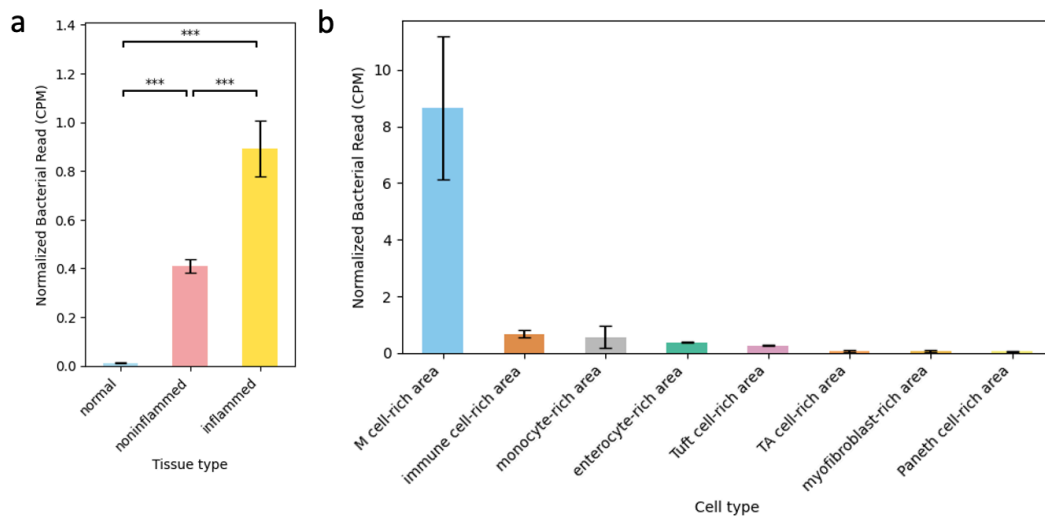 a
Normalized Bacterial Read (CPM)
1.4
1.2
1.0
0.8
0.6
0.4
0.2
0.0
***
***
***
normal
noninflammed
inflammed
Tissue type
b
Normalized Bacterial Read (CPM)
10
8
6
4
2
0
M cell-rich area
immune cell-rich area
monocyte-rich area
enterocyte-rich area
Tuft cell-rich area
TA cell-rich area
myofibroblast-rich area
Paneth cell-rich area
Cell type